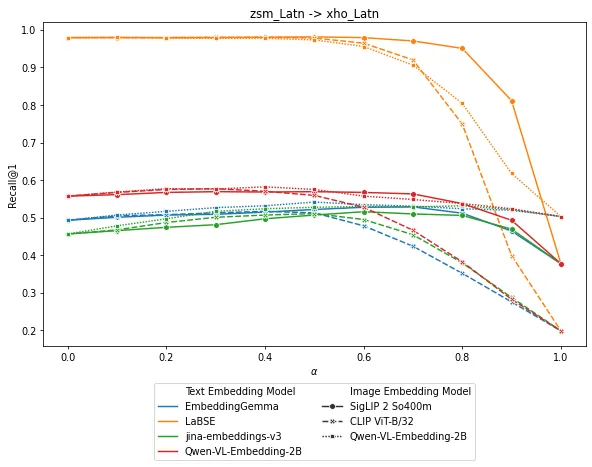 zsm_Latn -> xho_Latn
Recall@1
1.0
0.9
0.8
0.7
0.6
0.5
0.4
0.3
0.2
0.0 0.2 0.4 0.6 0.8 1.0
α
Text Embedding Model Image Embedding Model
EmbeddingGemma SigLIP 2 So400m
LaBSE CLIP ViT-B/32
jina-embeddings-v3 Qwen-VL-Embedding-2B
Qwen-VL-Embedding-2B